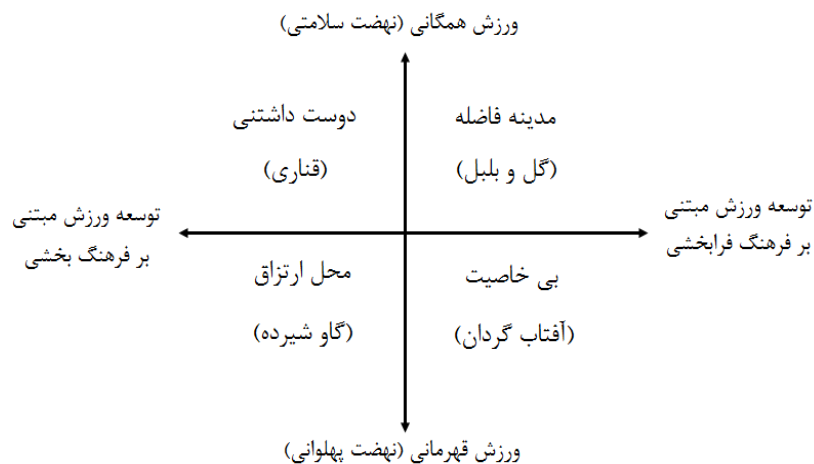 ورزش همگانی (نهضت سلامتی)
مدینه فاضله
(گل و بلبل)
دوست داشتنی
(قناری)
توسعه ورزش مبتنی
بر فرهنگ فرابخشی
توسعه ورزش مبتنی
بر فرهنگ بخشی
بی خاصیت
(آفتاب گردان)
محل ارتزاق
(گاو شیرده)
ورزش قهرمانی (نهضت پهلوانی)